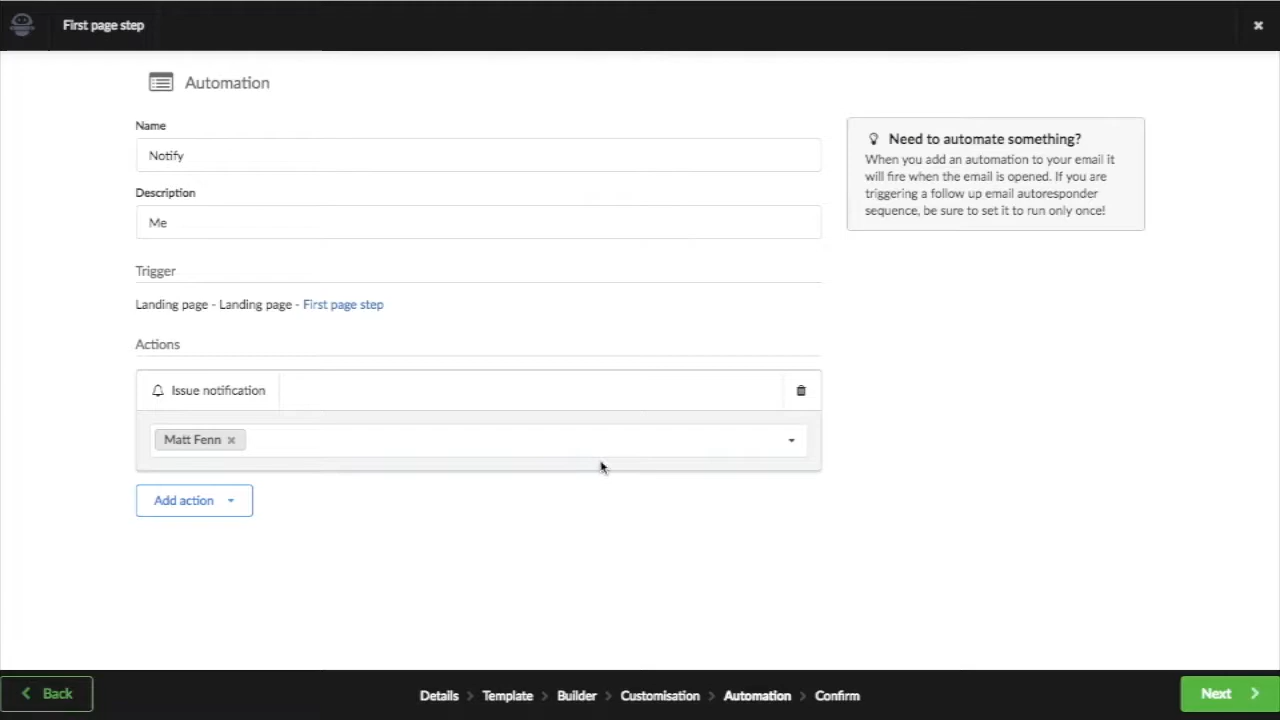 First page step
Automation
Name
Notify
Description
Me
Trigger
Landing page - Landing page - First page step
Actions
Issue notification
Matt Fenn
Add action
Need to automate something?
When you add an automation to your email it
will fire when the email is opened. If you are
triggering a follow up email autoresponder
sequence, be sure to set it to run only once!
Back
Details > Template > Builder > Customisation > Automation > Confirm
Next